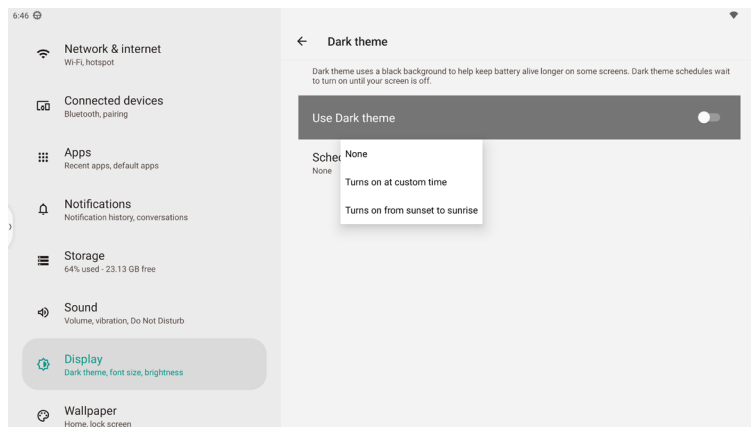 6:46
Network & internet
Wi-Fi, hotspot
Connected devices
Bluetooth, pairing
Apps
Recent apps, default apps
Notifications
Notification history, conversations
Storage
64% used - 23.13 GB free
Sound
Volume, vibration, Do Not Disturb
Display
Dark theme, font size, brightness
Wallpaper
Home, lock screen
Dark theme
Dark theme uses a black background to help keep battery alive longer on some screens. Dark theme schedules wait
to turn on until your screen is off.
Use Dark theme
None
None
Turns on at custom time
Turns on from sunset to sunrise